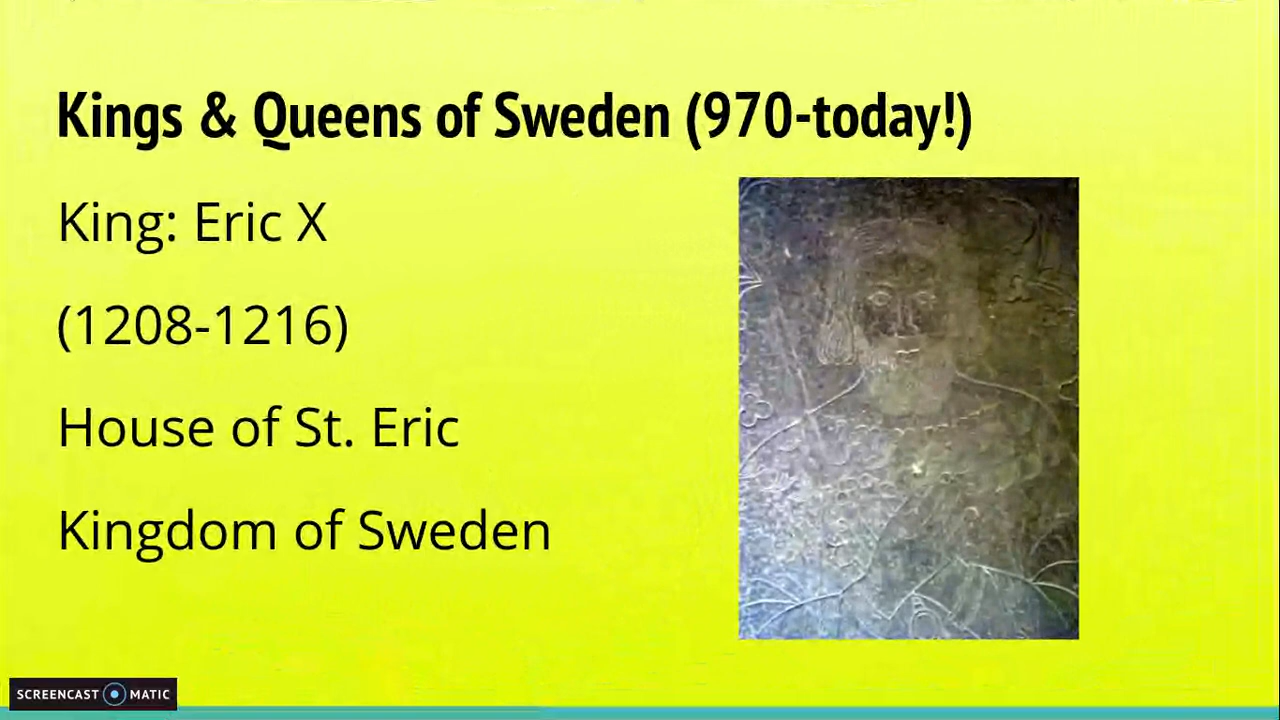 Kings & Queens of Sweden (970-today!)
King: Eric X
(1208-1216)
House of St. Eric
Kingdom of Sweden
SCREENCAST MATIC